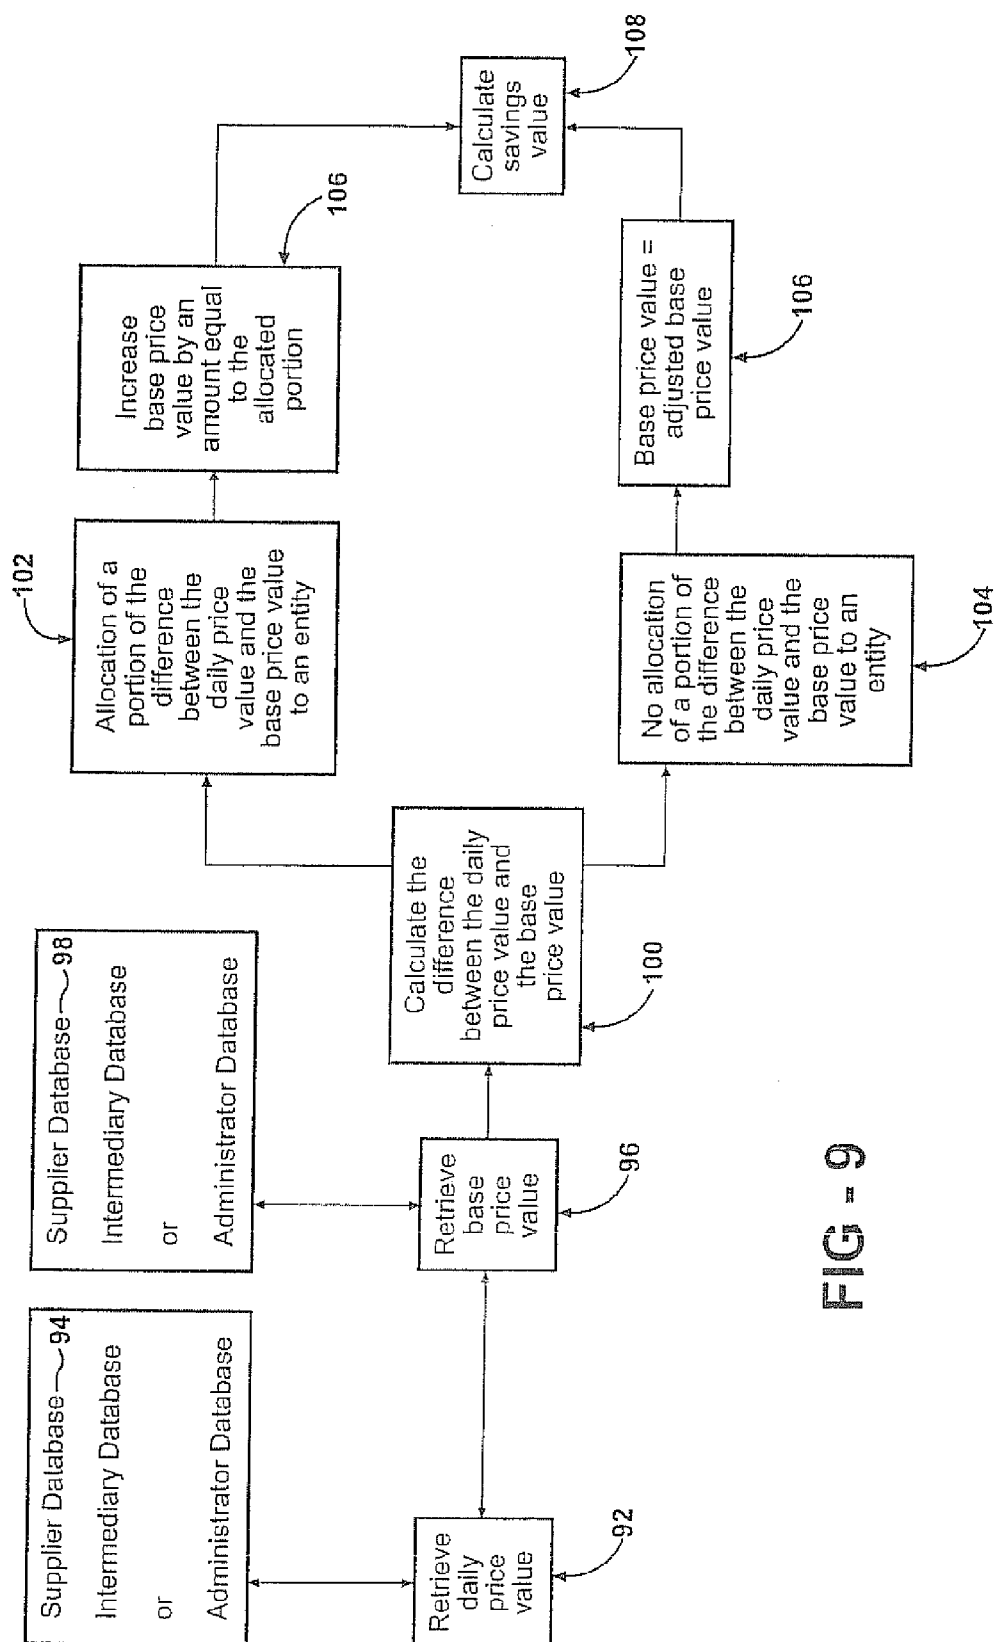 Supplier Database 94
Intermediary Database
or
Administrator Database
Supplier Database 98
Intermediary Database
or
Administrator Database
Retrieve
daily
price
value
92
Retrieve
base
price
value
96
Calculate the
difference
between the daily
price value and
the base
price value
100
Allocation of a
portion of the
difference
between the
daily price
value and the
base price value
to an entity
102
Increase
base price
value by an
amount equal
to the
allocated
portion
106
No allocation
of a portion of
the difference
between the
daily price
value and the
base price
value to an
entity
104
Base price value =
adjusted base
price value
106
Calculate
savings
value
108
FIG - 9